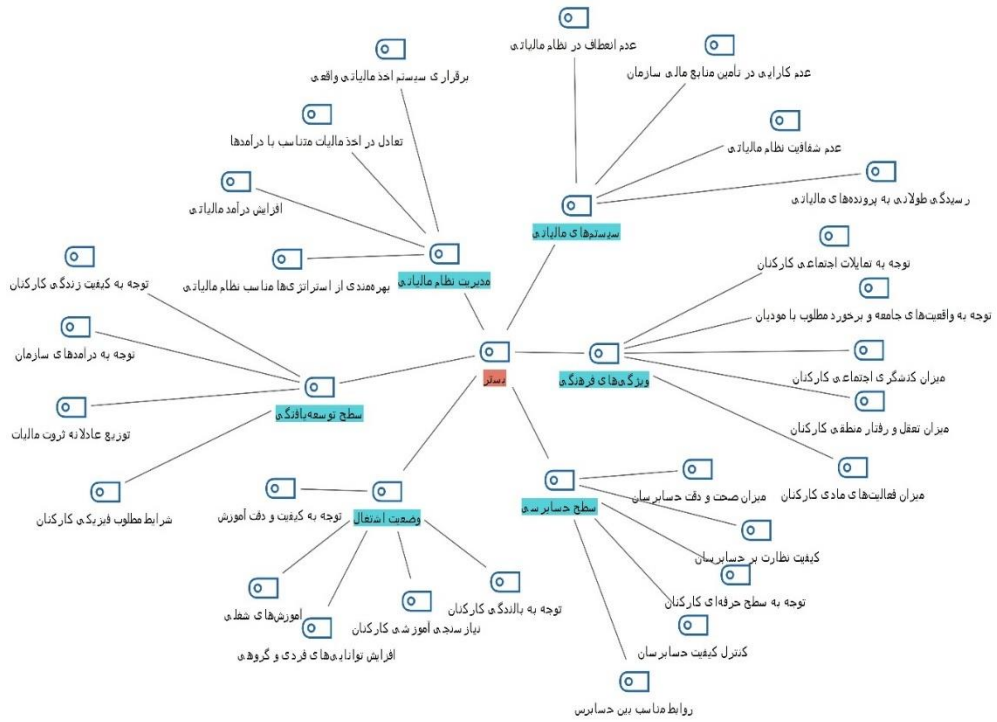 عدم انعطاف در نظام مالیاتی
عدم کارایی در تأمین منابع مالی سازمان
عدم شفافیت نظام مالیاتی
رسیدگی طولانی به پرونده‌های مالیاتی
سیستم‌های مالیاتی
برقراری سیستم اخذ مالیاتی واقعی
تعادل در اخذ مالیات متناسب با درآمدها
افزایش درآمد مالیاتی
بهره‌مندی از استراتژی‌ها مناسب نظام مالیاتی
مدیریت نظام مالیاتی
توجه به تمایلات اجتماعی کارکنان
توجه به واقعیت‌های جامعه و برخورد مطلوب با مودیان
میزان کنشگری اجتماعی کارکنان
میزان تعقل و رفتار منطقی کارکنان
میزان فعالیت‌های مادی کارکنان
ویژگی‌های فرهنگی
بستر
توجه به کیفیت زندگی کارکنان
توجه به درآمدهای سازمان
توزیع عادلانه ثروت مالیات
شرایط مطلوب فیزیکی کارکنان
سطح توسعه‌یافتگی
میزان صحت و دقت حسابرسان
کیفیت نظارت بر حسابرسان
توجه به سطح حرفه‌ای کارکنان
کنترل کیفیت حسابرسان
روابط مناسب بین حسابرس
سطح حسابرسی
وضعیت اشتغال
توجه به کیفیت و دقت آموزش
آموزش‌های شغلی
افزایش توانایی‌های فردی و گروهی
نیازسنجی آموزشی کارکنان
توجه به بالندگی کارکنان